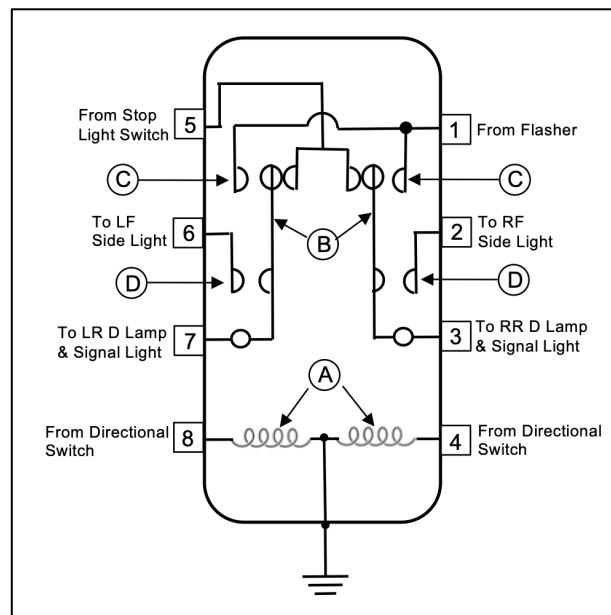 From Stop
Light Switch
5
1
From Flasher
C
C
To LF
Side Light
6
B
2
To RF
Side Light
D
D
To LR D Lamp
& Signal Light
7
3
To RR D Lamp
& Signal Light
A
From Directional
Switch
8
4
From Directional
Switch